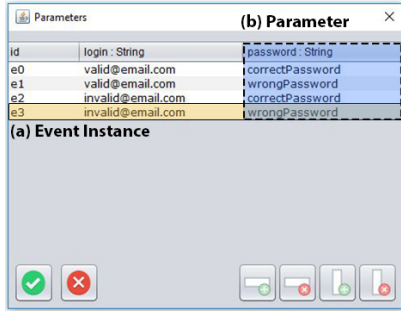 Parameters
(b) Parameter
id login : String password : String
e0 valid@email.com correctPassword
e1 valid@email.com wrongPassword
e2 invalid@email.com correctPassword
e3 invalid@email.com wrongPassword
(a) Event Instance